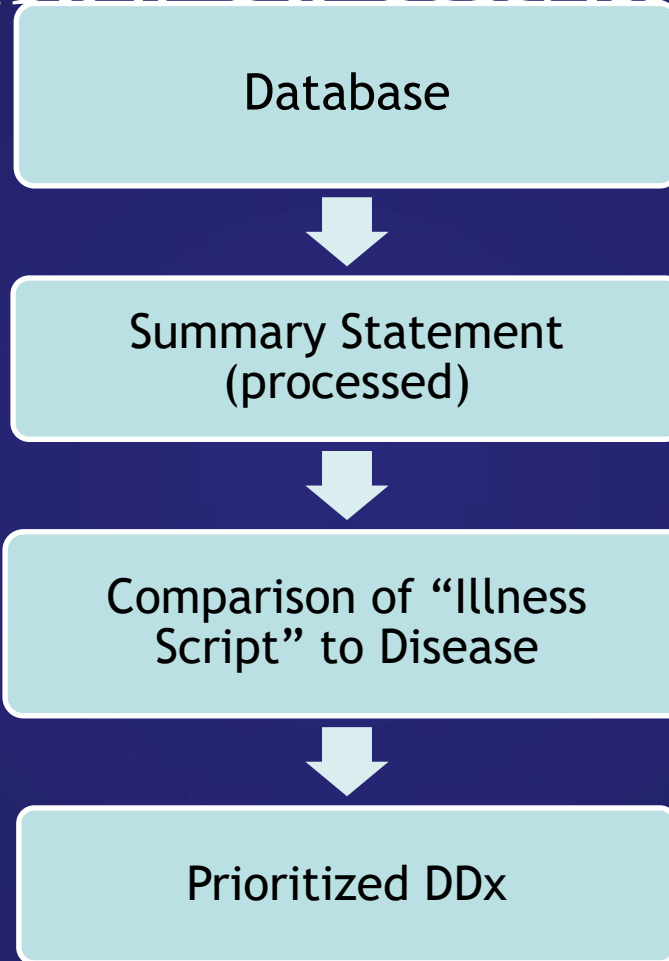 Database
Summary Statement
(processed)
Comparison of “Illness
Script” to Disease
Prioritized DDx